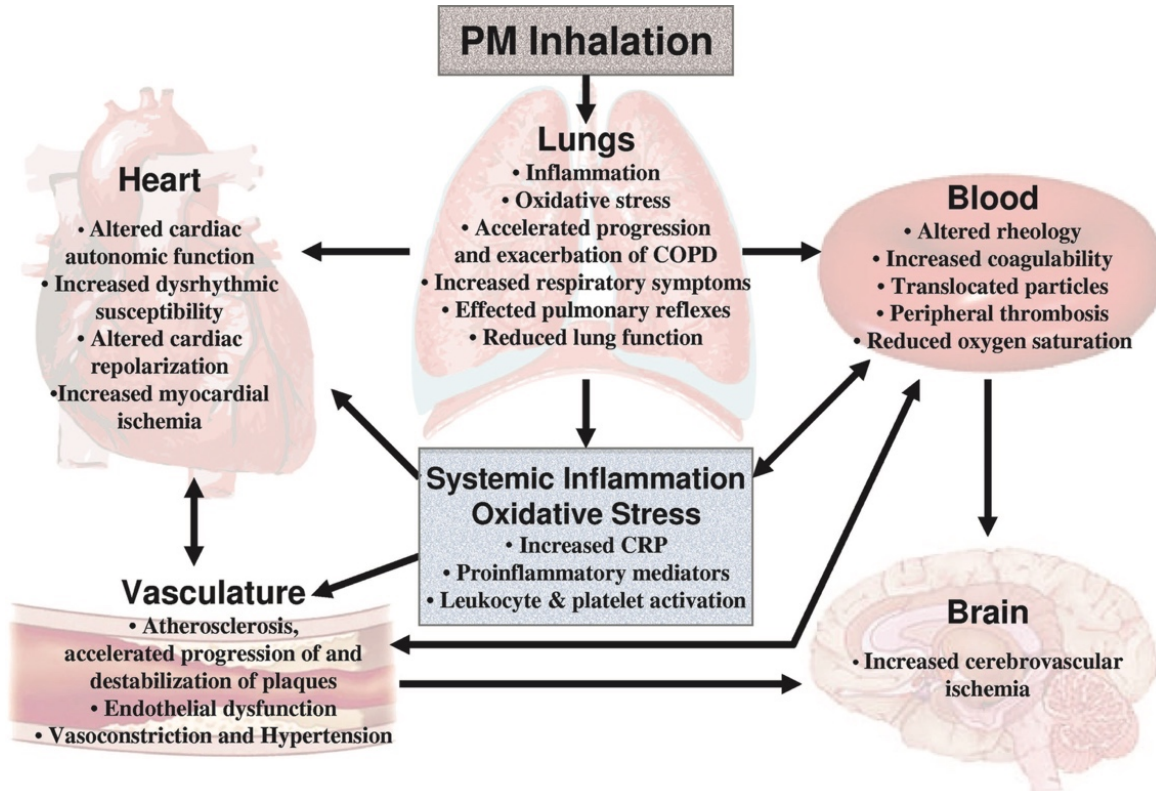 PM Inhalation
Lungs
• Inflammation
• Oxidative stress
• Accelerated progression
and exacerbation of COPD
• Increased respiratory symptoms
• Effected pulmonary reflexes
• Reduced lung function
Heart
• Altered cardiac
autonomic function
• Increased dysrhythmic
susceptibility
• Altered cardiac
repolarization
•Increased myocardial
ischemia
Blood
• Altered rheology
• Increased coagulability
• Translocated particles
• Peripheral thrombosis
• Reduced oxygen saturation
Systemic Inflammation
Oxidative Stress
• Increased CRP
• Proinflammatory mediators
• Leukocyte & platelet activation
Vasculature
• Atherosclerosis,
accelerated progression of and
destabilization of plaques
• Endothelial dysfunction
• Vasoconstriction and Hypertension
Brain
• Increased cerebrovascular
ischemia